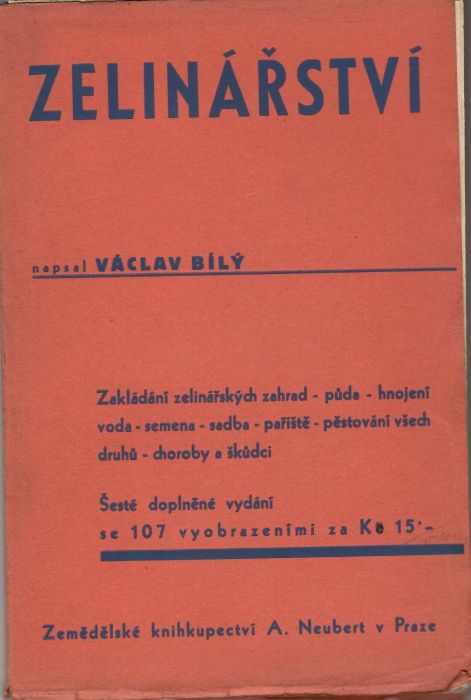 ZELINÁŘSTVÍ
napsal VÁCLAV BÍLÝ
Zakládání zelinářských zahrad - půda - hnojení
voda - semena - sadba - pařiště - pěstování všech
druhů - choroby a škůdci
Šesté doplněné vydání
se 107 vyobrazeními za Kč 15·-
Zemědělské knihkupectví A. Neubert v Praze